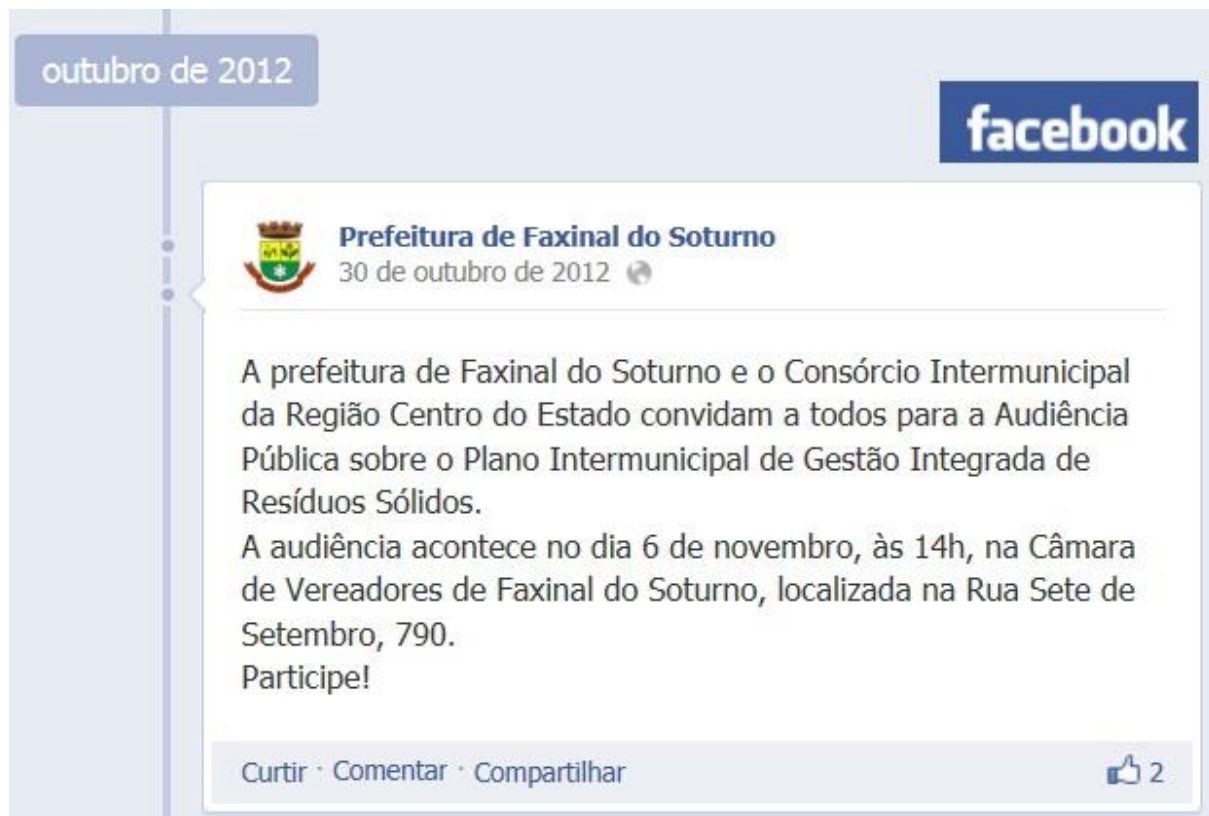 outubro de 2012
facebook
Prefeitura de Faxinal do Soturno
30 de outubro de 2012
A prefeitura de Faxinal do Soturno e o Consórcio Intermunicipal
da Região Centro do Estado convidam a todos para a Audiência
Pública sobre o Plano Intermunicipal de Gestão Integrada de
Resíduos Sólidos.
A audiência acontece no dia 6 de novembro, às 14h, na Câmara
de Vereadores de Faxinal do Soturno, localizada na Rua Sete de
Setembro, 790.
Participe!
Curtir · Comentar · Compartilhar 2